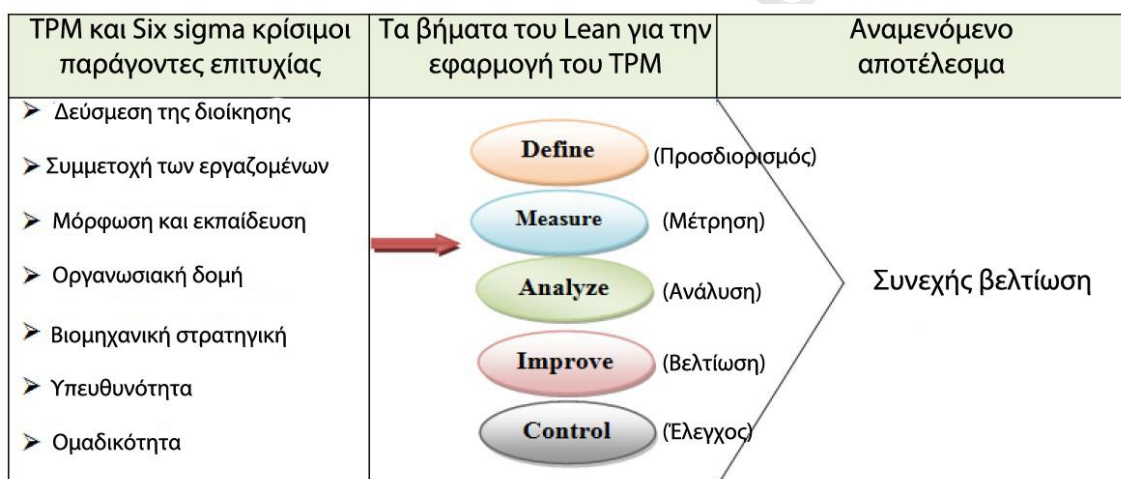 TPM και Six sigma κρίσιμοι
παράγοντες επιτυχίας
Τα βήματα του Lean για την
εφαρμογή του TPM
Αναμενόμενο
αποτέλεσμα
Δεύσμεση της διοίκησης
Συμμετοχή των εργαζομένων
Μόρφωση και εκπαίδευση
Οργανωσιακή δομή
Βιομηχανική στρατηγική
Υπευθυνότητα
Ομαδικότητα
Define (Προσδιορισμός)
Measure (Μέτρηση)
Analyze (Ανάλυση)
Improve (Βελτίωση)
Control (Έλεγχος)
Συνεχής βελτίωση